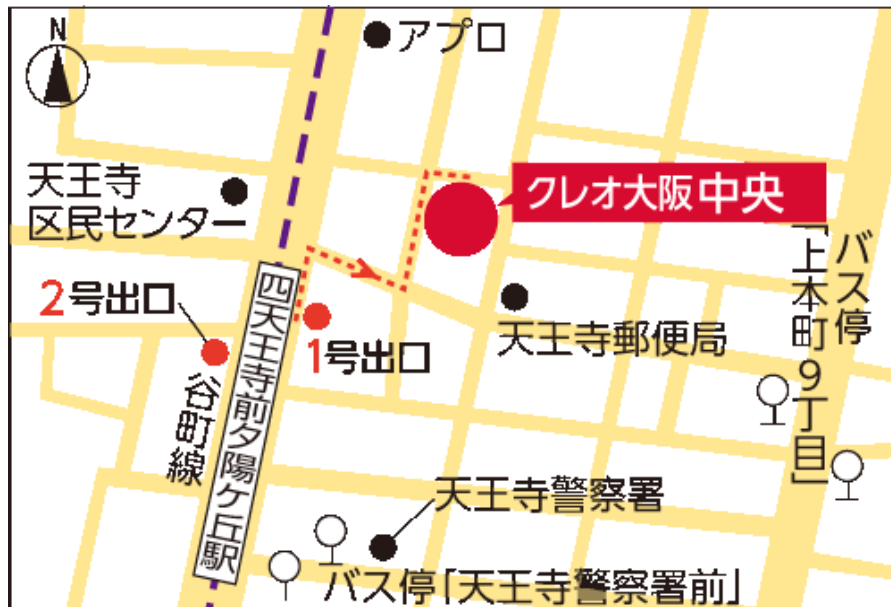 N
アプロ
天王寺
区民センター
クレオ大阪中央
2号出口
1号出口
天王寺郵便局
バス停
「上本町9丁目」
谷町線
四天王寺前夕陽ケ丘駅
天王寺警察署
バス停「天王寺警察署前」